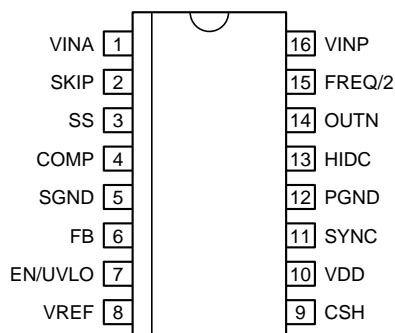 VINA 1 16 VINP
SKIP 2 15 FREQ/2
SS 3 14 OUTN
COMP 4 13 HIDC
SGND 5 12 PGND
FB 6 11 SYNC
EN/UVLO 7 10 VDD
VREF 8 9 CSH